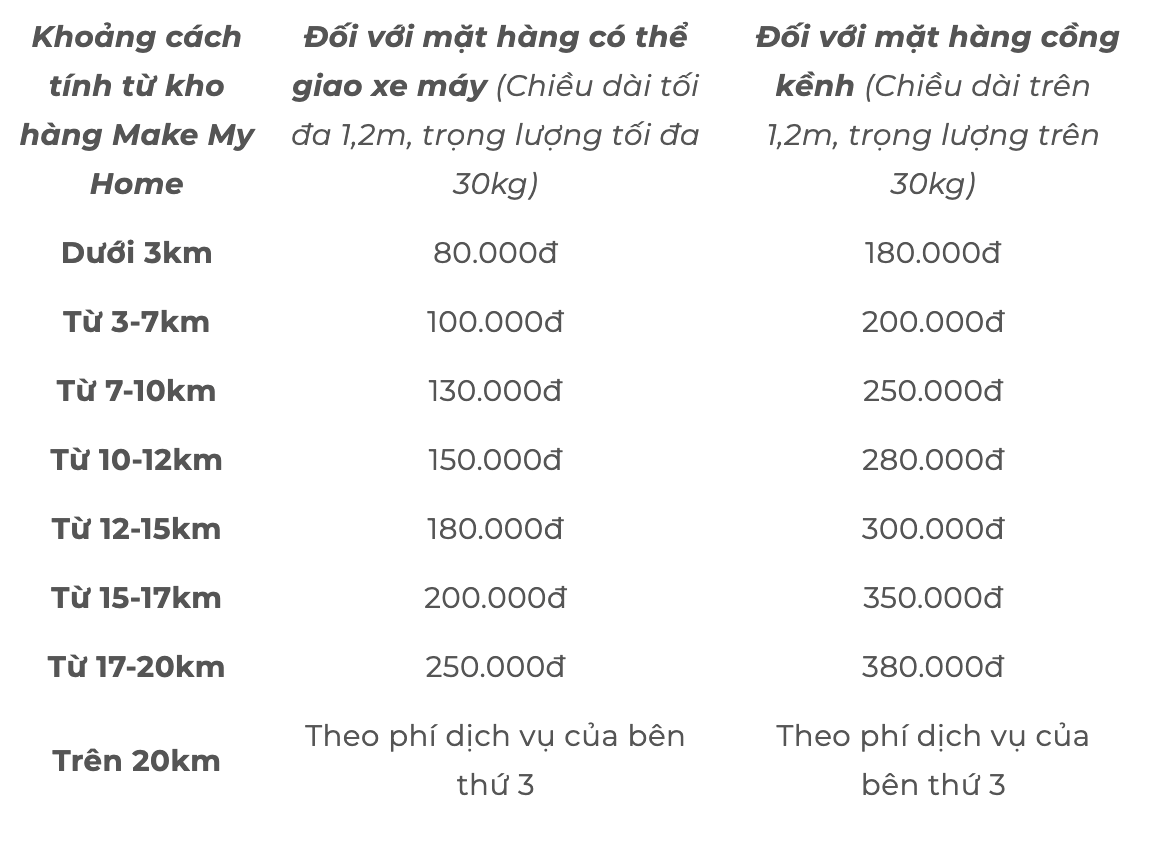 Khoảng cách
tính từ kho
hàng Make My
Home
Đối với mặt hàng có thể
giao xe máy (Chiều dài tối
đa 1,2m, trọng lượng tối đa
30kg)
Đối với mặt hàng cồng
kềnh (Chiều dài trên
1,2m, trọng lượng trên
30kg)
Dưới 3km 80.000đ 180.000đ
Từ 3-7km 100.000đ 200.000đ
Từ 7-10km 130.000đ 250.000đ
Từ 10-12km 150.000đ 280.000đ
Từ 12-15km 180.000đ 300.000đ
Từ 15-17km 200.000đ 350.000đ
Từ 17-20km 250.000đ 380.000đ
Trên 20km
Theo phí dịch vụ của bên
thứ 3
Theo phí dịch vụ của
bên thứ 3